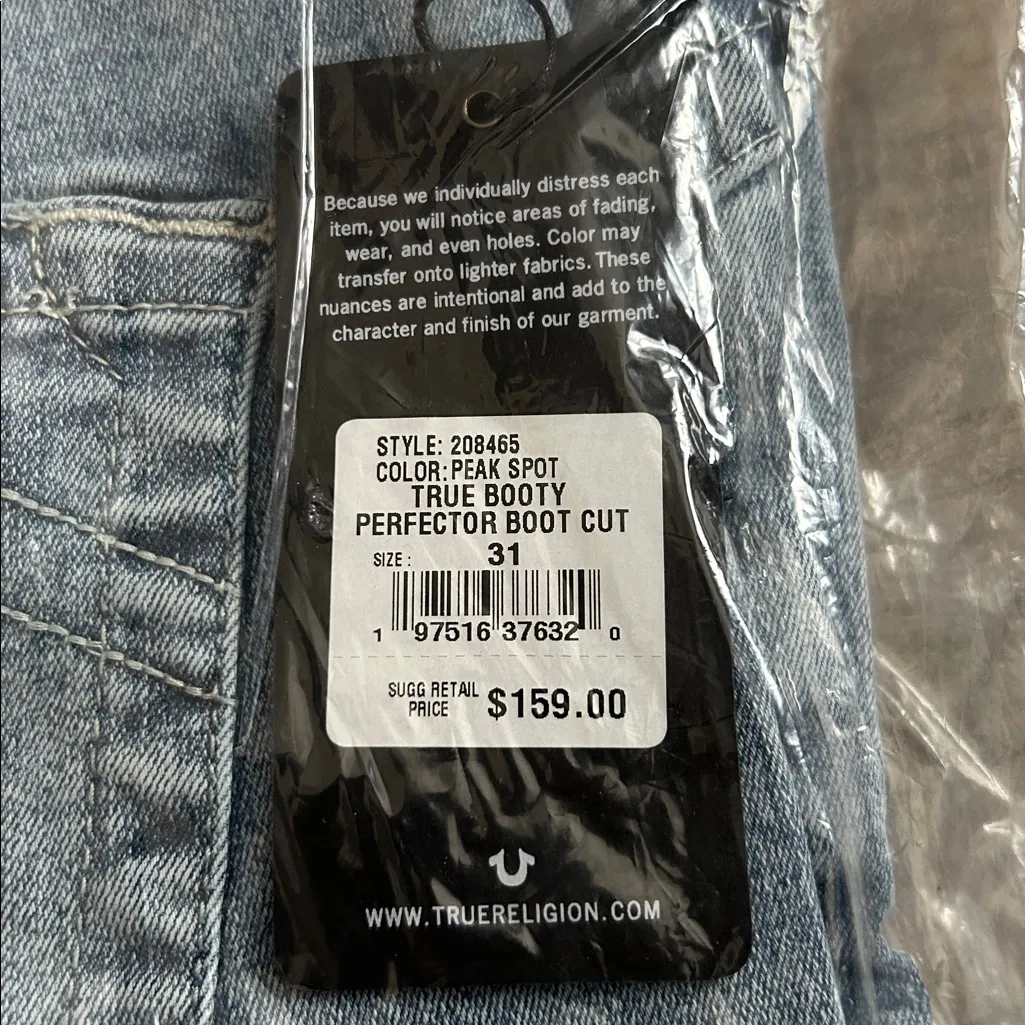 Because we individually distress each
item, you will notice areas of fading,
wear, and even holes. Color may
transfer onto lighter fabrics. These
nuances are intentional and add to the
character and finish of our garment.
STYLE: 208465
COLOR: PEAK SPOT
TRUE BOOTY
PERFECTOR BOOT CUT
SIZE : 31
1 97516 37632 0
SUGG RETAIL
PRICE $159.00
WWW.TRUERELIGION.COM